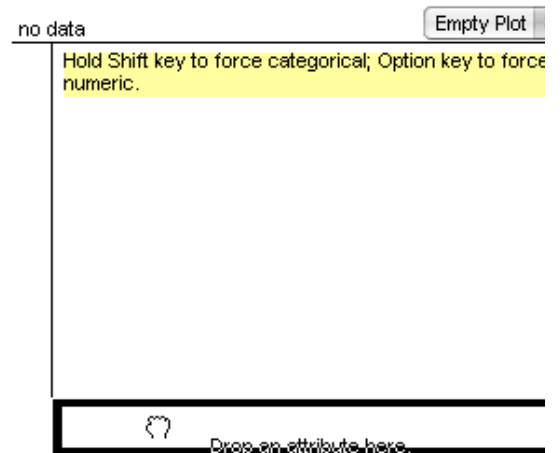 no data
Empty Plot
Hold Shift key to force categorical; Option key to force
numeric.
Drop an attribute here.